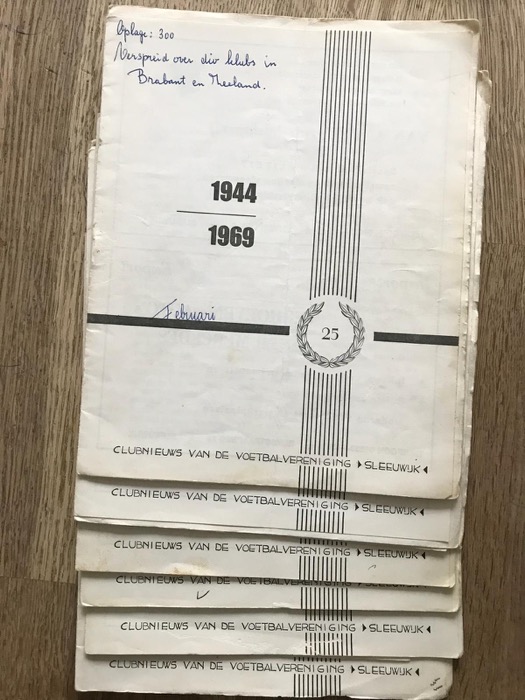 Oplage: 300
Verspreid over div klubs in
Brabant en Zeeland.
1944
1969
Februari
25
CLUBNIEUWS VAN DE VOETBALVERENIGING SLEEUWIJK
CLUBNIEUWS VAN DE VOETBALVERENIGING SLEEUWIJK
CLUBNIEUWS VAN DE VOETBALVERENIGING SLEEUWIJK
CLUBNIEUWS VAN DE VOETBALVERENIGING SLEEUWIJK
CLUBNIEUWS VAN DE VOETBALVERENIGING SLEEUWIJK
CLUBNIEUWS VAN DE VOETBALVERENIGING SLEEUWIJK